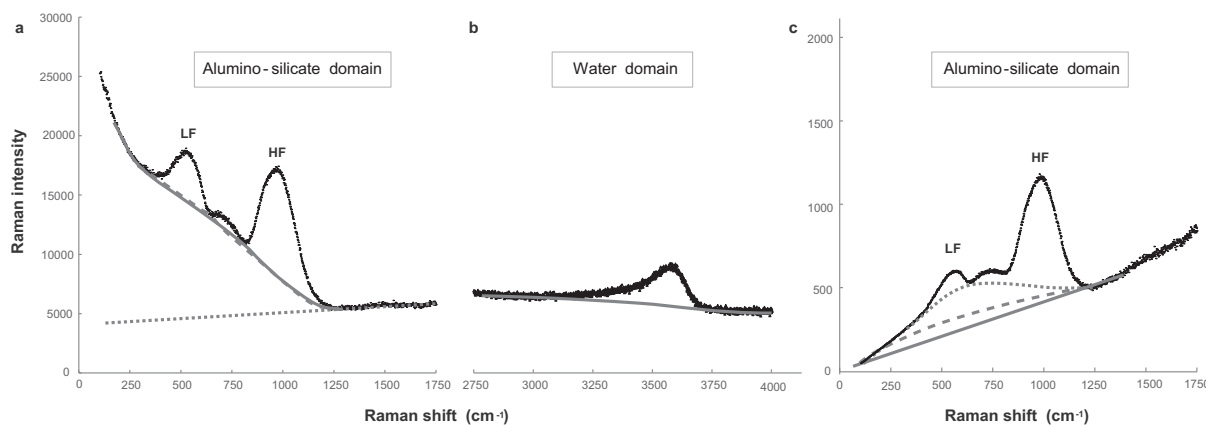 a
30000
25000
20000
15000
10000
5000
0
Raman intensity
Alumino-silicate domain
LF
HF
0 250 500 750 1000 1250 1500 1750
b
Water domain
2750 3000 3250 3500 3750 4000
Raman shift (cm-1)
c
2000
1500
1000
500
0
Alumino-silicate domain
HF
LF
0 250 500 750 1000 1250 1500 1750
Raman shift (cm-1)